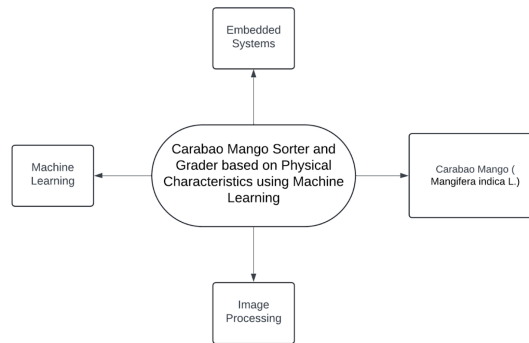 Embedded
Systems
Carabao Mango Sorter and
Grader based on Physical
Characteristics using Machine
Learning
Machine
Learning
Carabao Mango (
Mangifera indica L.)
Image
Processing